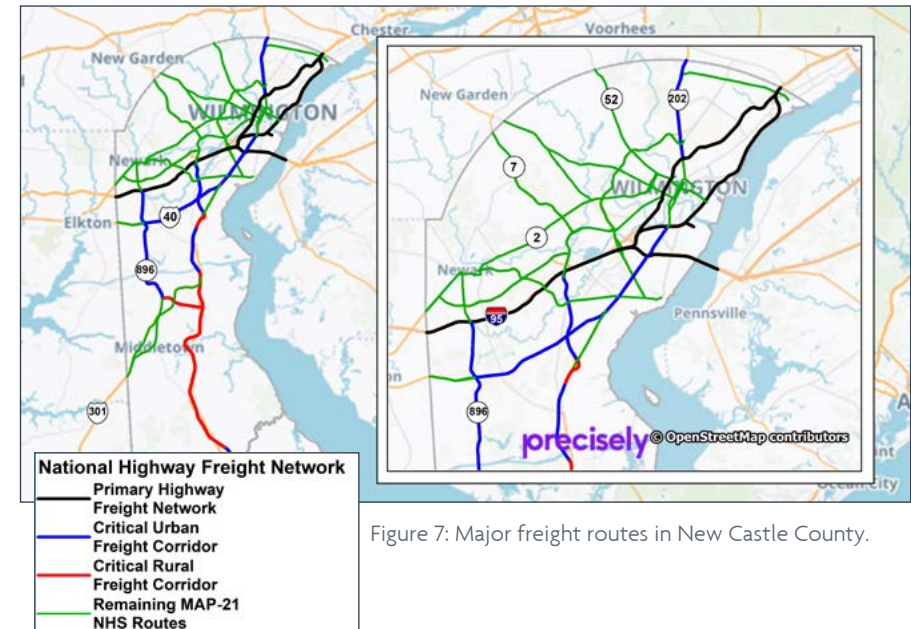 Chester
Voorhees
New Garden
WILMINGTON
Newark
Elkton
40
896
Middletown
301
New Garden
52
202
7
WILMINGTON
2
Newark
95
Pennsville
896
precisely © OpenStreetMap contributors
Ocean City
National Highway Freight Network
Primary Highway
Freight Network
Critical Urban
Freight Corridor
Critical Rural
Freight Corridor
Remaining MAP-21
NHS Routes
Figure 7: Major freight routes in New Castle County.